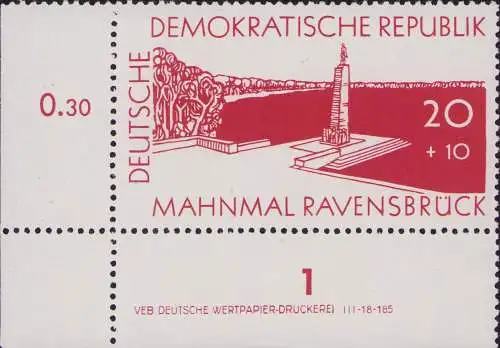 DEUTSCHE
DEMOKRATISCHE REPUBLIK
0.30
20
+ 10
MAHNMAL RAVENSBRÜCK
1
VEB DEUTSCHE WERTPAPIER-DRUCKEREI III-18-185